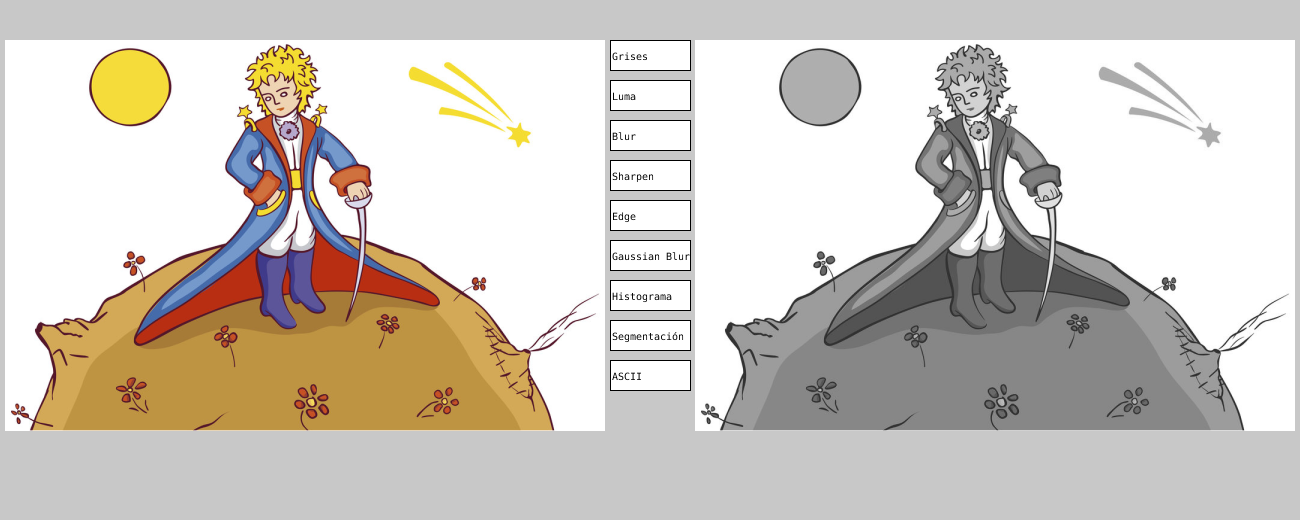 Grises
Luma
Blur
Sharpen
Edge
Gaussian Blur
Histograma
Segmentación
ASCII